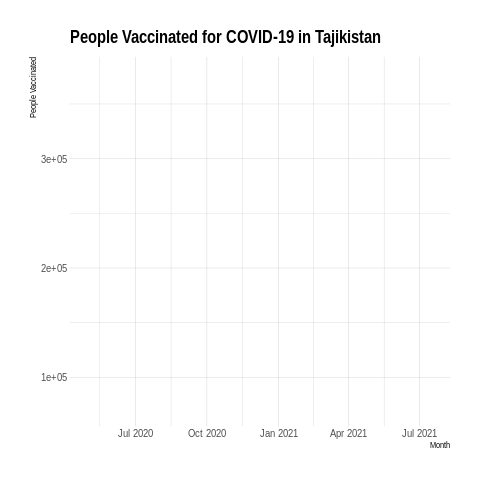 People Vaccinated for COVID-19 in Tajikistan
People Vaccinated
3e+05
2e+05
1e+05
Jul 2020 Oct 2020 Jan 2021 Apr 2021 Jul 2021
Month